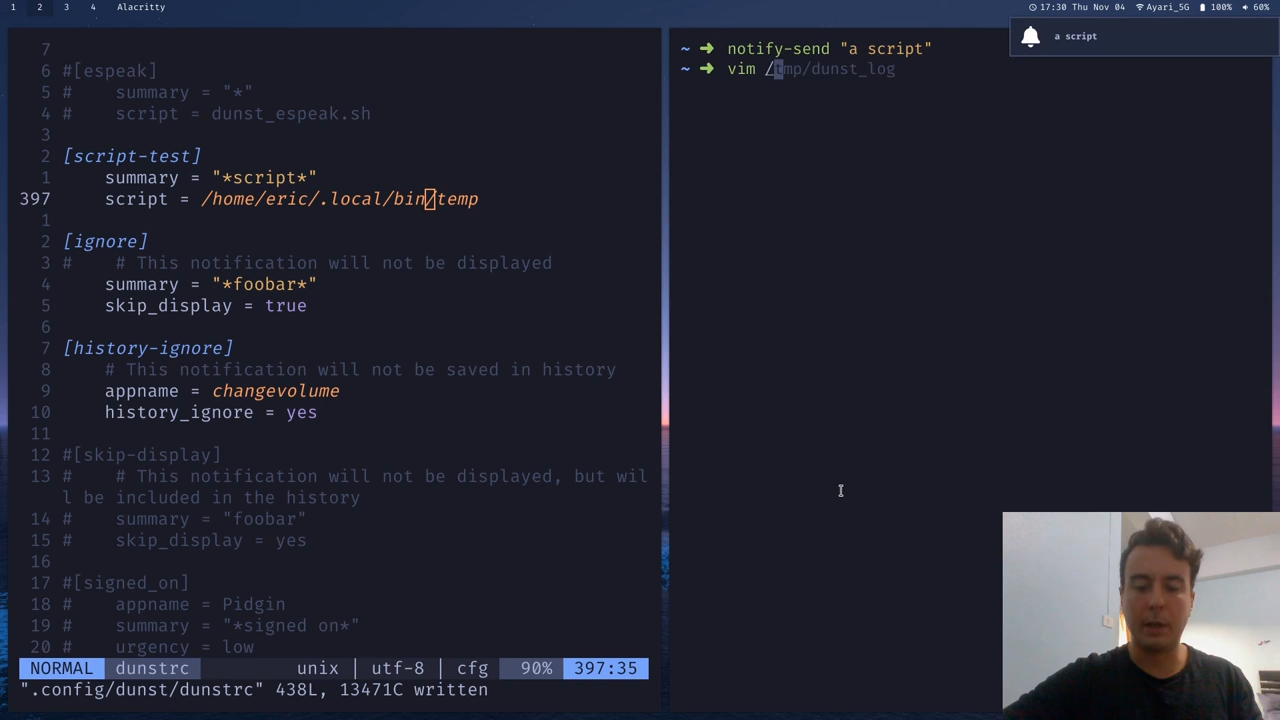 1 2 3 4 Alacritty 17:30 Nov 04 Ayari_5G 100% 60%
a script
7
6 #[espeak]
5 #    summary = "*"
4 #    script = dunst_espeak.sh
3
2 [script-test]
1     summary = "*script*"
397     script = /home/eric/.local/bin/temp
1
2 [ignore]
3 #    # This notification will not be displayed
4     summary = "*foobar*"
5     skip_display = true
6
7 [history-ignore]
8     # This notification will not be saved in history
9     appname = changevolume
10     history_ignore = yes
11
12 #[skip-display]
13 #    # This notification will not be displayed, but wil
l be included in the history
14 #    summary = "foobar"
15 #    skip_display = yes
16
17 #[signed_on]
18 #    appname = Pidgin
19 #    summary = "*signed on*"
20 #    urgency = low
NORMAL dunstrc unix | utf-8 | cfg 90% 397:35
".config/dunst/dunstrc" 438L, 13471C written
~ ➜ notify-send "a script"
~ ➜ vim /tmp/dunst_log